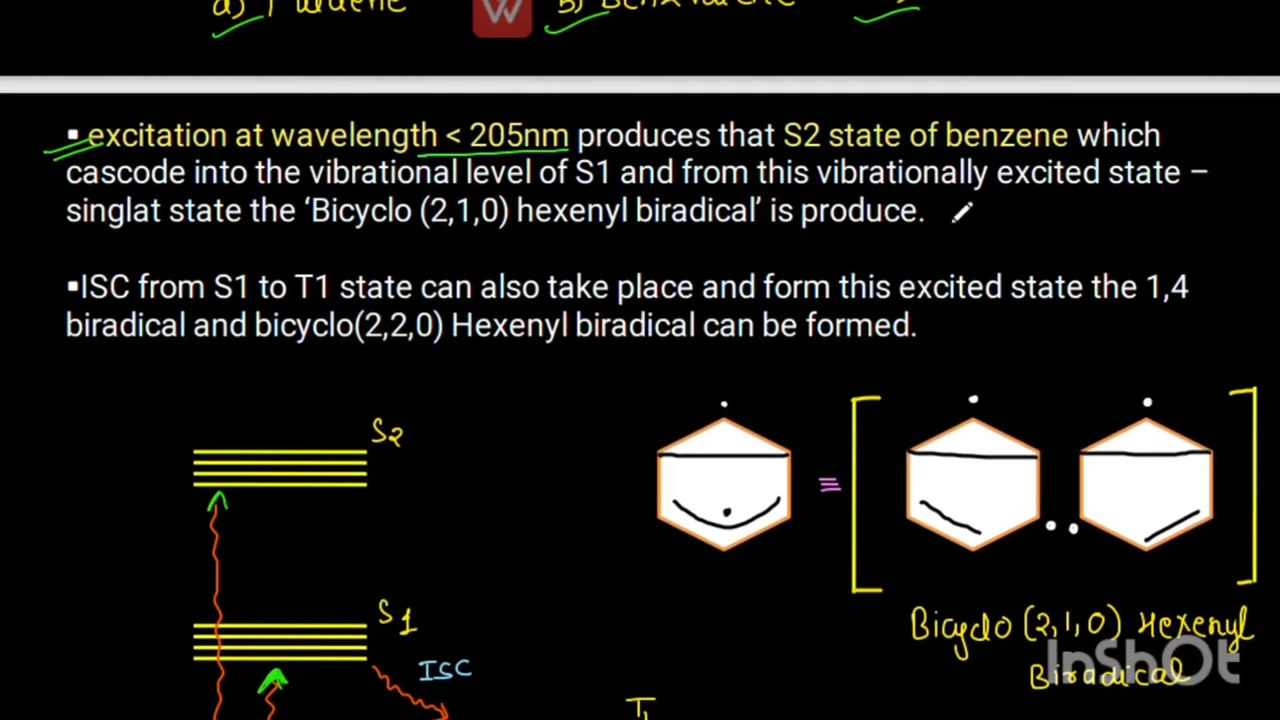 a)
b)
W
▪ excitation at wavelength < 205nm produces that S2 state of benzene which
cascode into the vibrational level of S1 and from this vibrationally excited state –
singlat state the ‘Bicyclo (2,1,0) hexenyl biradical’ is produce.
▪ISC from S1 to T1 state can also take place and form this excited state the 1,4
biradical and bicyclo(2,2,0) Hexenyl biradical can be formed.
S2
≡
S1
ISC
T1
Bicyclo (2,1,0) Hexenyl
Biradical
InShOt